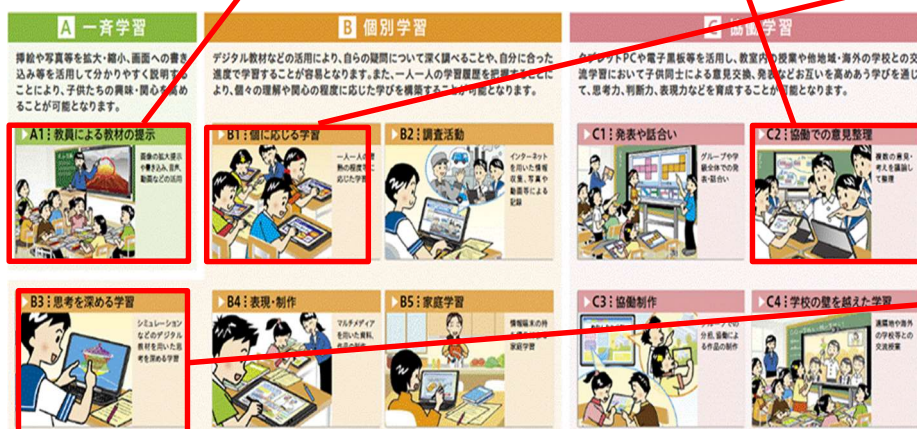 A 一斉学習
挿絵や写真等を拡大・縮小、画面への書き
込み等を活用して分かりやすく説明する
ことにより、子供たちの興味・関心を高め
ることが可能となります。
B 個別学習
デジタル教材などの活用により、自らの疑問について深く調べることや、自分に合った
進度で学習することが容易となります。また、一人一人の学習履歴を把握することに
より、個々の理解や関心の程度に応じた学びを構築することが可能となります。
C 協働学習
タブレットPCや電子黒板等を活用し、教室内の授業や他地域・海外の学校との交
流学習において子供同士による意見交換、発表などお互いを高めあう学びを通じ
て、思考力、判断力、表現力などを育成することが可能となります。
A1 教員による教材の提示
画像の拡大提示
や書き込み、音声、
動画などの活用
B1 個に応じる学習
一人一人の習
熟の程度等に
応じた学習
B2 調査活動
インターネット
を用いた情報
収集、写真や
動画等による
記録
C1 発表や話合い
グループや学
級全体での発
表・話合い
C2 協働での意見整理
複数の意見・
考えを議論し
て整理
B3 思考を深める学習
シミュレーション
などのデジタル
教材を用いた思
考を深める学習
B4 表現・制作
マルチメディア
を用いた資料、
作品の制作
B5 家庭学習
情報端末の持
家庭学習
C3 協働制作
グループでの
分担、協働によ
る作品の制作
C4 学校の壁を越えた学習
遠隔地や海外
の学校等との
交流授業